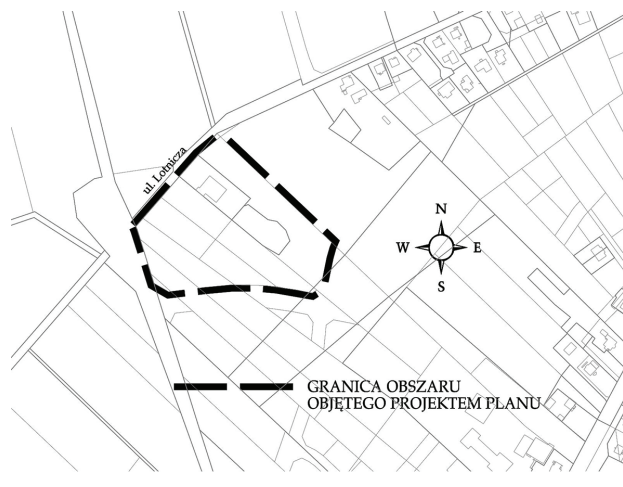 ul. Lotnicza
N
W E
S
GRANICA OBSZARU
OBJĘTEGO PROJEKTEM PLANU